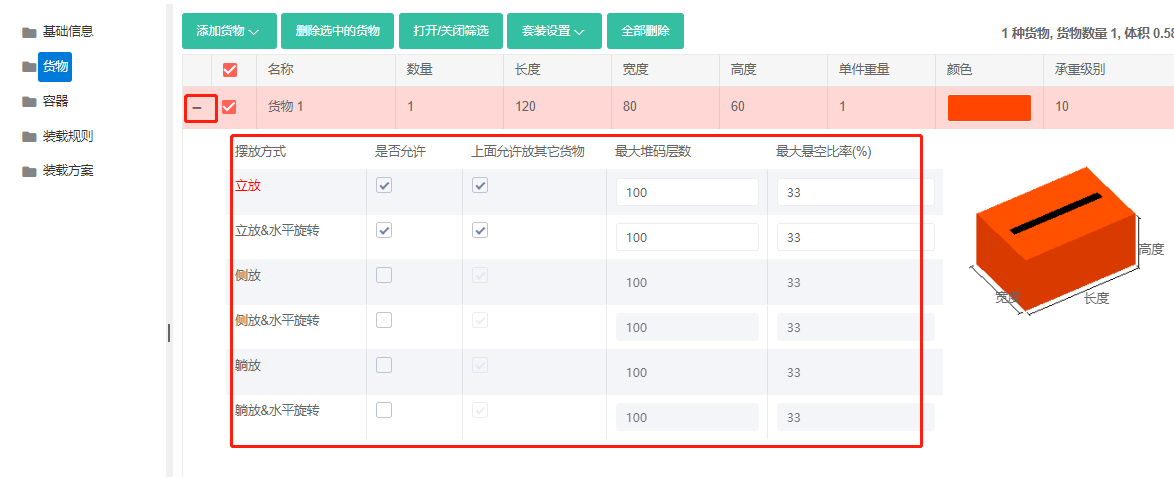 基础信息
货物
容器
装载规则
装载方案
添加货物 删除选中的货物 打开/关闭筛选 套装设置 全部删除
1 种货物, 货物数量 1, 体积 0.58
名称 数量 长度 宽度 高度 单件重量 颜色 承重级别
货物 1 1 120 80 60 1 10
摆放方式 是否允许 上面允许放其它货物 最大堆码层数 最大悬空比率(%)
立放 100 33
立放&水平旋转 100 33
侧放 100 33
侧放&水平旋转 100 33
躺放 100 33
躺放&水平旋转 100 33
高度
宽度
长度